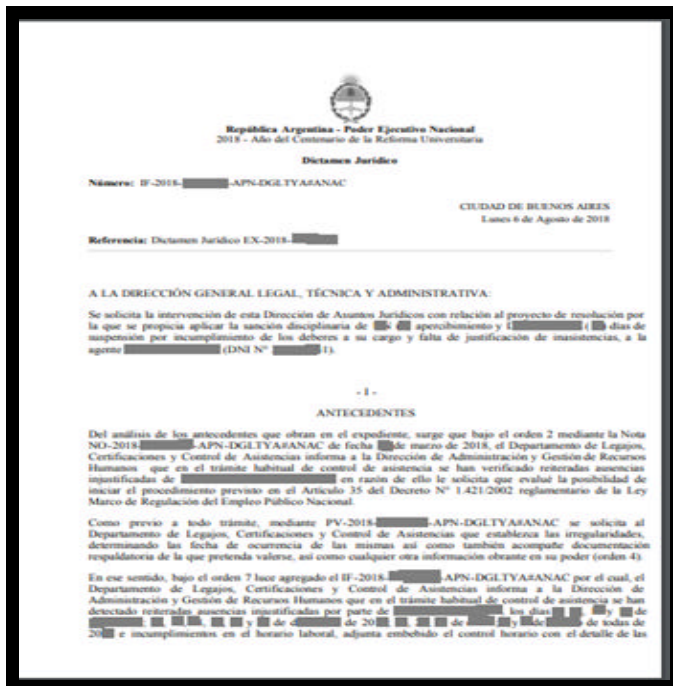 República Argentina - Poder Ejecutivo Nacional
2018 - Año del Centenario de la Reforma Universitaria
Dictamen Jurídico
Número: IF-2018- -APN-DGLTYA#ANAC
CIUDAD DE BUENOS AIRES
Lunes 6 de Agosto de 2018
Referencia: Dictamen Jurídico EX-2018-
A LA DIRECCIÓN GENERAL LEGAL, TÉCNICA Y ADMINISTRATIVA:
Se solicita la intervención de esta Dirección de Asuntos Jurídicos con relación al proyecto de resolución por
la que se propicia aplicar la sanción disciplinaria de apercibimiento y ( días de
suspensión por incumplimiento de los deberes a su cargo y falta de justificación de inasistencias, a la
agente (DNI N° 1).
- I -
ANTECEDENTES
Del análisis de los antecedentes que obran en el expediente, surge que bajo el orden 2 mediante la Nota
NO-2018- -APN-DGLTYA#ANAC de fecha de marzo de 2018, el Departamento de Legajos,
Certificaciones y Control de Asistencias informa a la Dirección de Administración y Gestión de Recursos
Humanos que en el trámite habitual de control de asistencia se han verificado reiteradas ausencias
injustificadas de en razón de ello le solicita que evalué la posibilidad de
iniciar el procedimiento previsto en el Artículo 35 del Decreto N° 1.421/2002 reglamentario de la Ley
Marco de Regulación del Empleo Público Nacional.
Como previo a todo trámite, mediante PV-2018- -APN-DGLTYA#ANAC se solicita al
Departamento de Legajos, Certificaciones y Control de Asistencias que establezca las irregularidades,
determinando las fecha de ocurrencia de las mismas así como también acompañe documentación
respaldatoria de la que pretenda valerse, así como cualquier otra información obrante en su poder (orden 4).
En ese sentido, bajo el orden 7 luce agregado el IF-2018- -APN-DGLTYA#ANAC por el cual, el
Departamento de Legajos, Certificaciones y Control de Asistencias informa a la Dirección de
Administración y Gestión de Recursos Humanos que en el trámite habitual de control de asistencia se han
detectado reiteradas ausencias injustificadas por parte de , los días , y de
; , , y de d de 20 ; , de ; y de de todas de
20 e incumplimientos en el horario laboral, adjunta embebido el control horario con el detalle de las